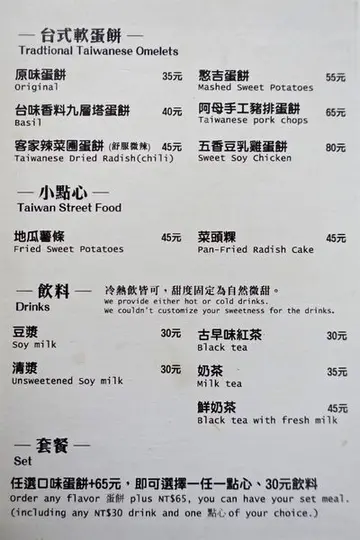 — 台式軟蛋餅 —
Tradtional Taiwanese Omelets
原味蛋餅 35元
Original
憨吉蛋餅 55元
Mashed Sweet Potatoes
台味香料九層塔蛋餅 40元
Basil
阿母手工豬排蛋餅 65元
Taiwanese pork chops
客家辣菜圃蛋餅 (舒服微辣) 45元
Taiwanese Dried Radish(chili)
五香豆乳雞蛋餅 80元
Sweet Soy Chicken
— 小點心 —
Taiwan Street Food
地瓜薯條 45元
Fried Sweet Potatoes
菜頭粿 45元
Pan-Fried Radish Cake
— 飲料 —
Drinks
冷熱飲皆可，甜度固定為自然微甜。
We provide either hot or cold drinks.
We couldn't customize your sweetness for the drinks.
豆漿 30元
Soy milk
古早味紅茶 30元
Black tea
清漿 30元
Unsweetened Soy milk
奶茶 35元
Milk tea
鮮奶茶 45元
Black tea with fresh milk
— 套餐 —
Set
任選口味蛋餅+65元，即可選擇一任一點心、30元飲料
Order any flavor 蛋餅 plus NT$65, you can have your set meal.
(including any NT$30 drink and one 點心 of your choice.)